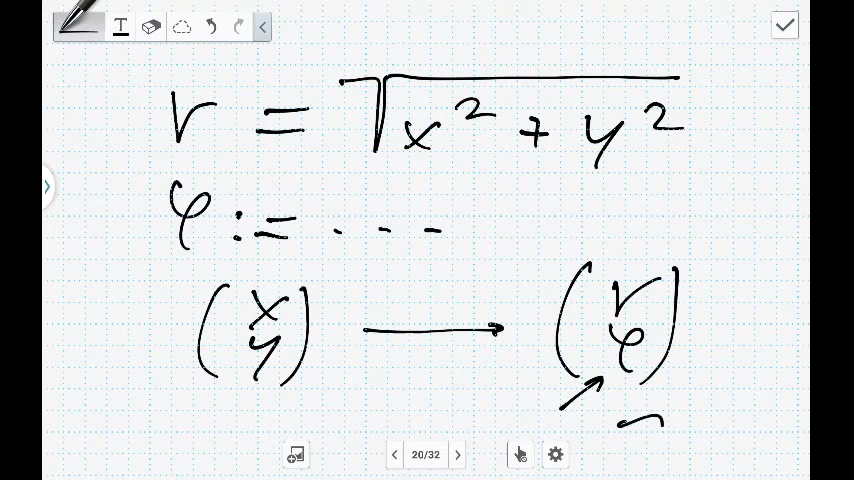 T
r = √x² + y²
φ := . - -
(x y) → (r φ)
20/32